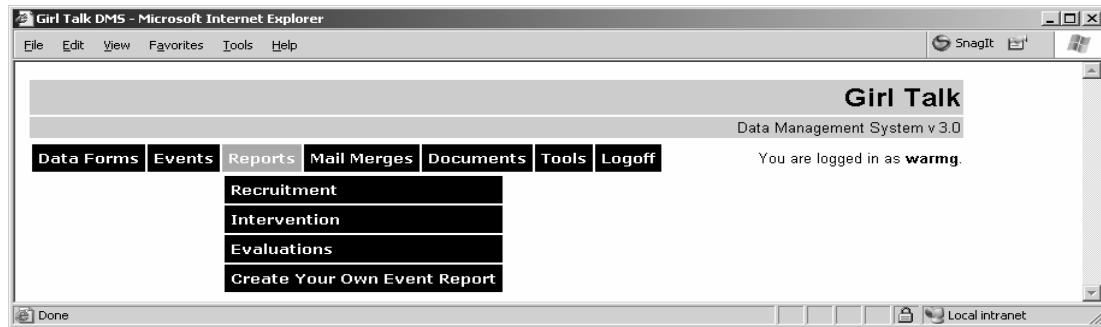 Girl Talk DMS - Microsoft Internet Explorer
File Edit View Favorites Tools Help SnagIt
Girl Talk
Data Management System v 3.0
Data Forms Events Reports Mail Merges Documents Tools Logoff You are logged in as warmg.
Recruitment
Intervention
Evaluations
Create Your Own Event Report
Done Local intranet